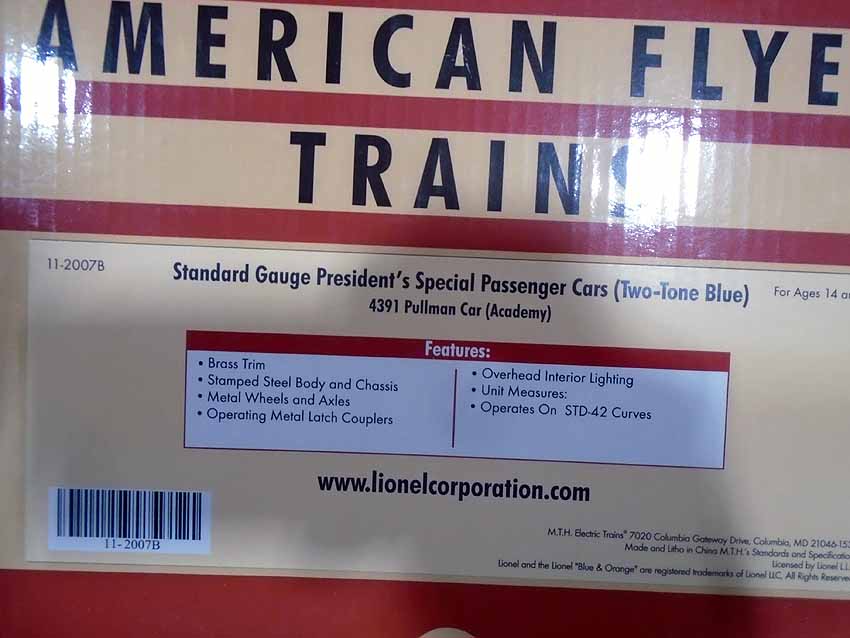 AMERICAN FLYE
TRAINS
11-2007B
Standard Gauge President's Special Passenger Cars (Two-Tone Blue)
For Ages 14 a
4391 Pullman Car (Academy)
Features:
• Brass Trim
• Stamped Steel Body and Chassis
• Metal Wheels and Axles
• Operating Metal Latch Couplers
• Overhead Interior Lighting
• Unit Measures:
• Operates On STD-42 Curves
www.lionelcorporation.com
11-2007B
M.T.H. Electric Trains® 7020 Columbia Gateway Drive, Columbia, MD 21046-15
Made and Litho in China M.T.H.'s Standards and Specificatio
Licensed by Lionel L.L.
Lionel and the Lionel "Blue & Orange" are registered trademarks of Lionel LLC, All Rights Reserve